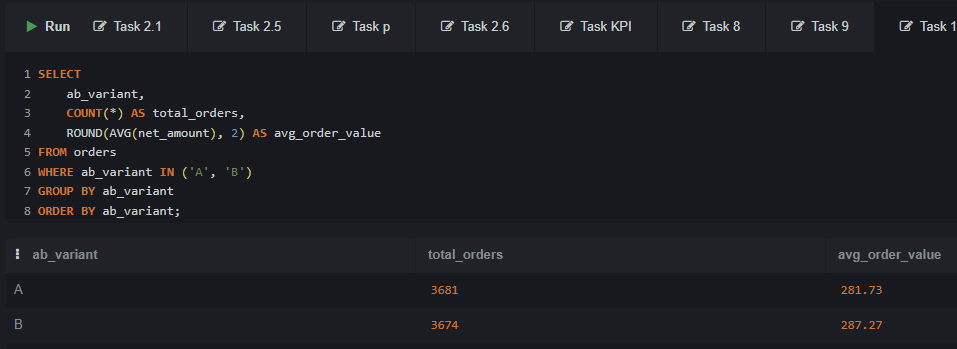 Run Task 2.1 Task 2.5 Task p Task 2.6 Task KPI Task 8 Task 9 Task 1
1 SELECT
2     ab_variant,
3     COUNT(*) AS total_orders,
4     ROUND(AVG(net_amount), 2) AS avg_order_value
5 FROM orders
6 WHERE ab_variant IN ('A', 'B')
7 GROUP BY ab_variant
8 ORDER BY ab_variant;
ab_variant total_orders avg_order_value
A 3681 281.73
B 3674 287.27